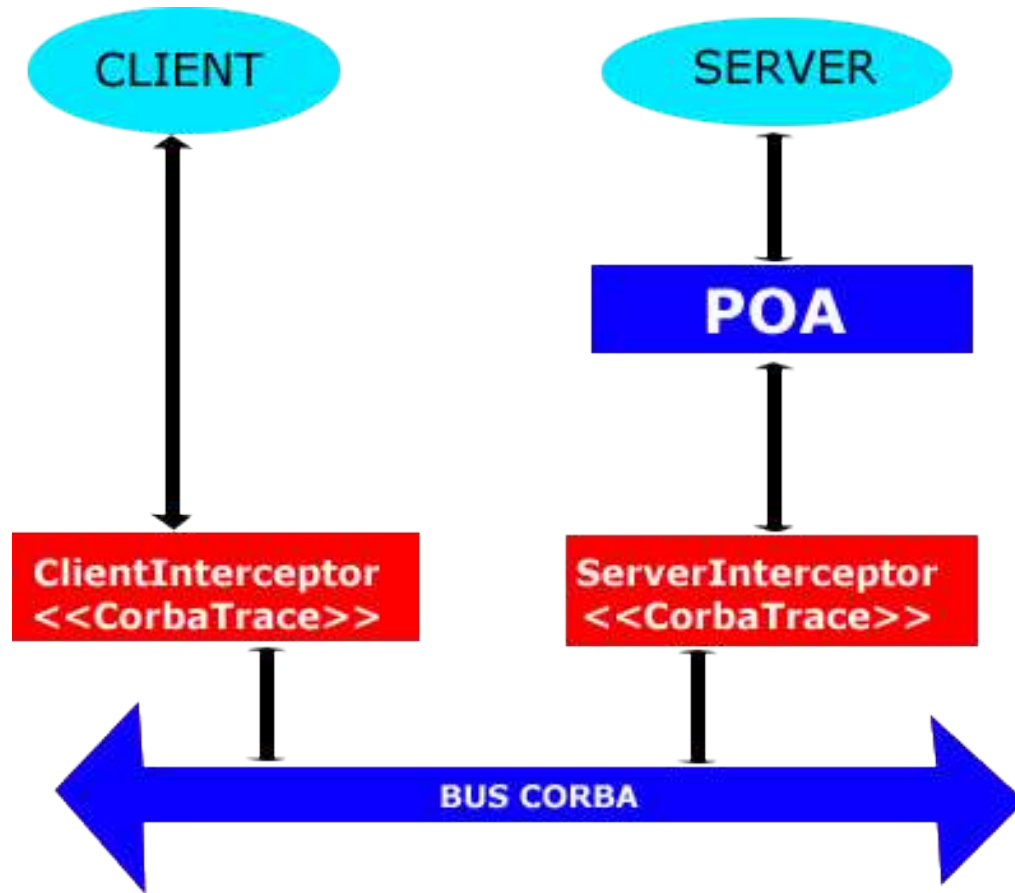 CLIENT
SERVER
POA
ClientInterceptor
<<CorbaTrace>>
ServerInterceptor
<<CorbaTrace>>
BUS CORBA